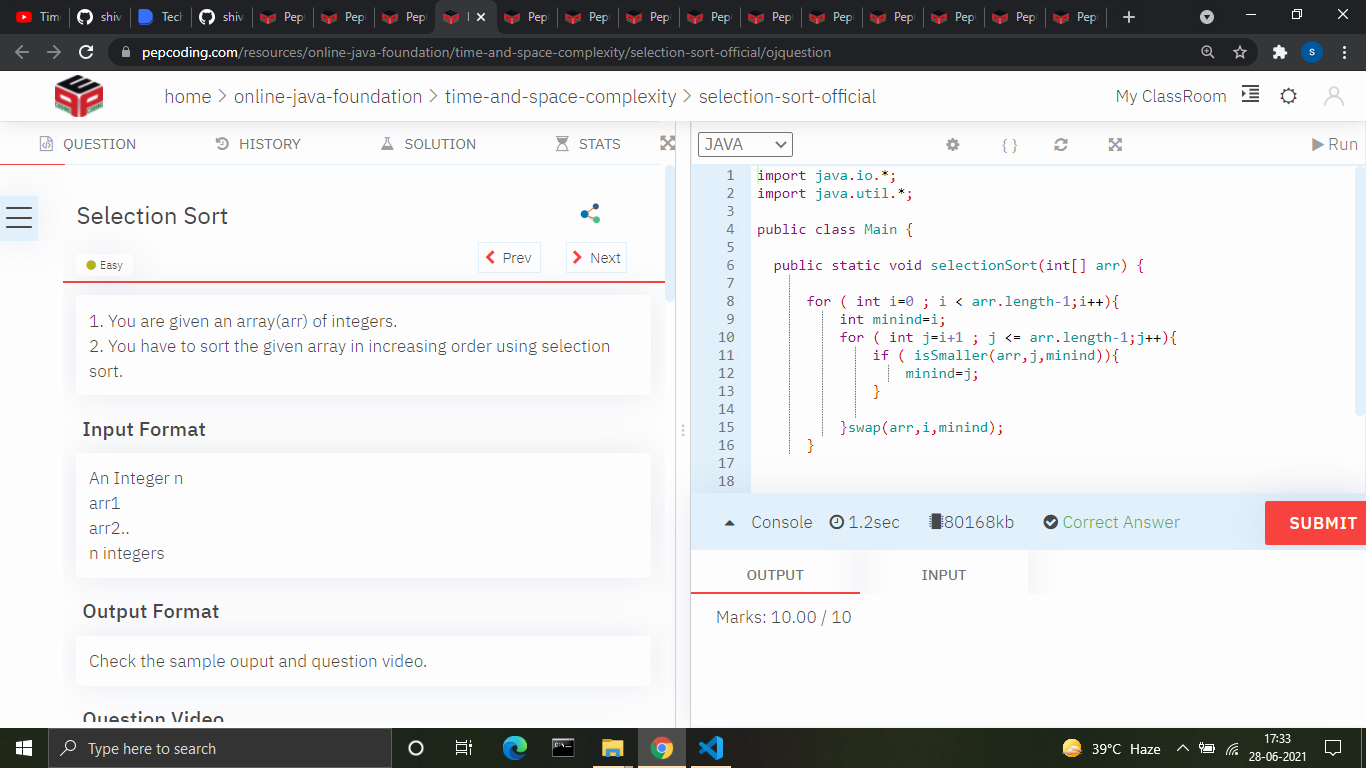 Time
shiv
Tech
shiv
Pepc
Pepc
Pepc
Pep
Pep
Pep
Pep
Pep
Pep
Pep
Pep
Pep
Pep
pepcoding.com/resources/online-java-foundation/time-and-space-complexity/selection-sort-official/ojquestion
S
home > online-java-foundation > time-and-space-complexity > selection-sort-official
My ClassRoom
QUESTION HISTORY SOLUTION STATS
Selection Sort
Prev Next
Easy
1. You are given an array(arr) of integers.
2. You have to sort the given array in increasing order using selection
sort.
Input Format
An Integer n
arr1
arr2..
n integers
Output Format
Check the sample ouput and question video.
Question Video
JAVA { } Run
1 import java.io.*;
2 import java.util.*;
3
4 public class Main {
5
6 public static void selectionSort(int[] arr) {
7
8 for ( int i=0 ; i < arr.length-1;i++){
9 int minind=i;
10 for ( int j=i+1 ; j <= arr.length-1;j++){
11 if ( isSmaller(arr,j,minind)){
12 minind=j;
13 }
14
15 }swap(arr,i,minind);
16 }
17
18
Console 1.2sec 80168kb Correct Answer SUBMIT
OUTPUT INPUT
Marks: 10.00 / 10
Type here to search
39°C Haze
17:33
28-06-2021